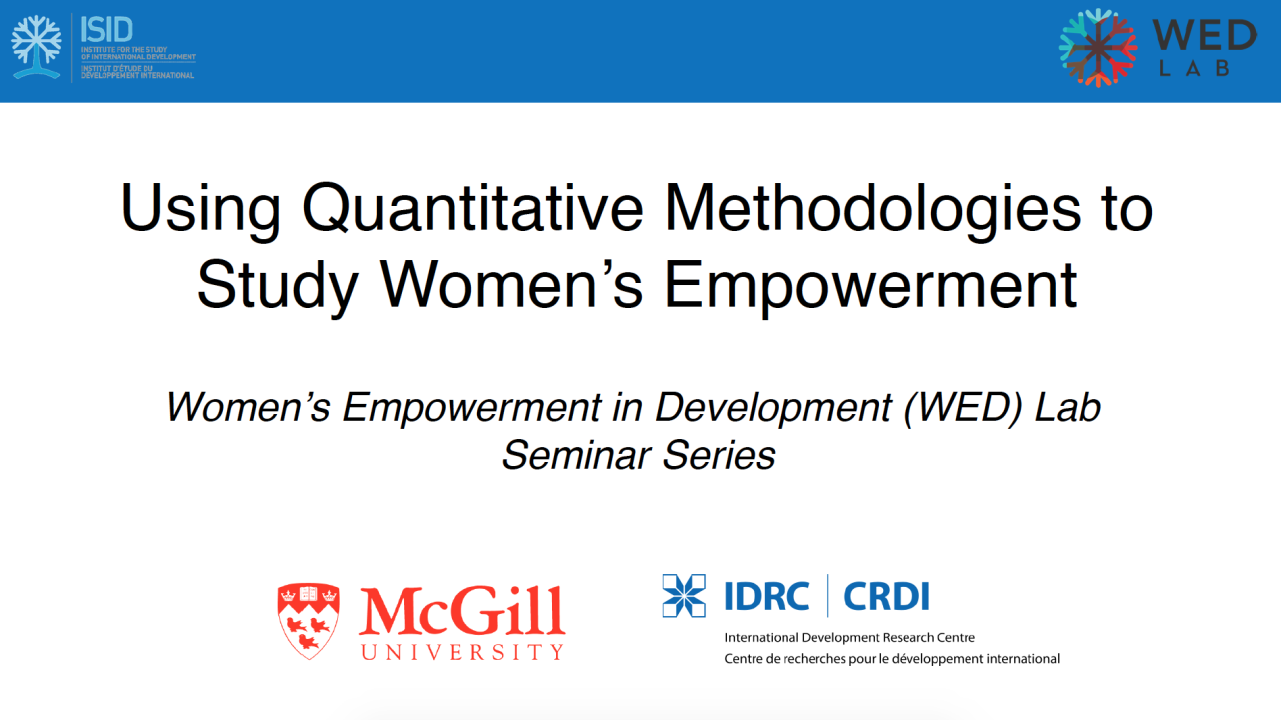 ISID
INSTITUTE FOR THE STUDY
OF INTERNATIONAL DEVELOPMENT
INSTITUT D'ÉTUDE DU
DÉVELOPPEMENT INTERNATIONAL
WED
LAB
Using Quantitative Methodologies to
Study Women’s Empowerment
Women’s Empowerment in Development (WED) Lab
Seminar Series
McGill
UNIVERSITY
IDRC | CRDI
International Development Research Centre
Centre de recherches pour le développement international